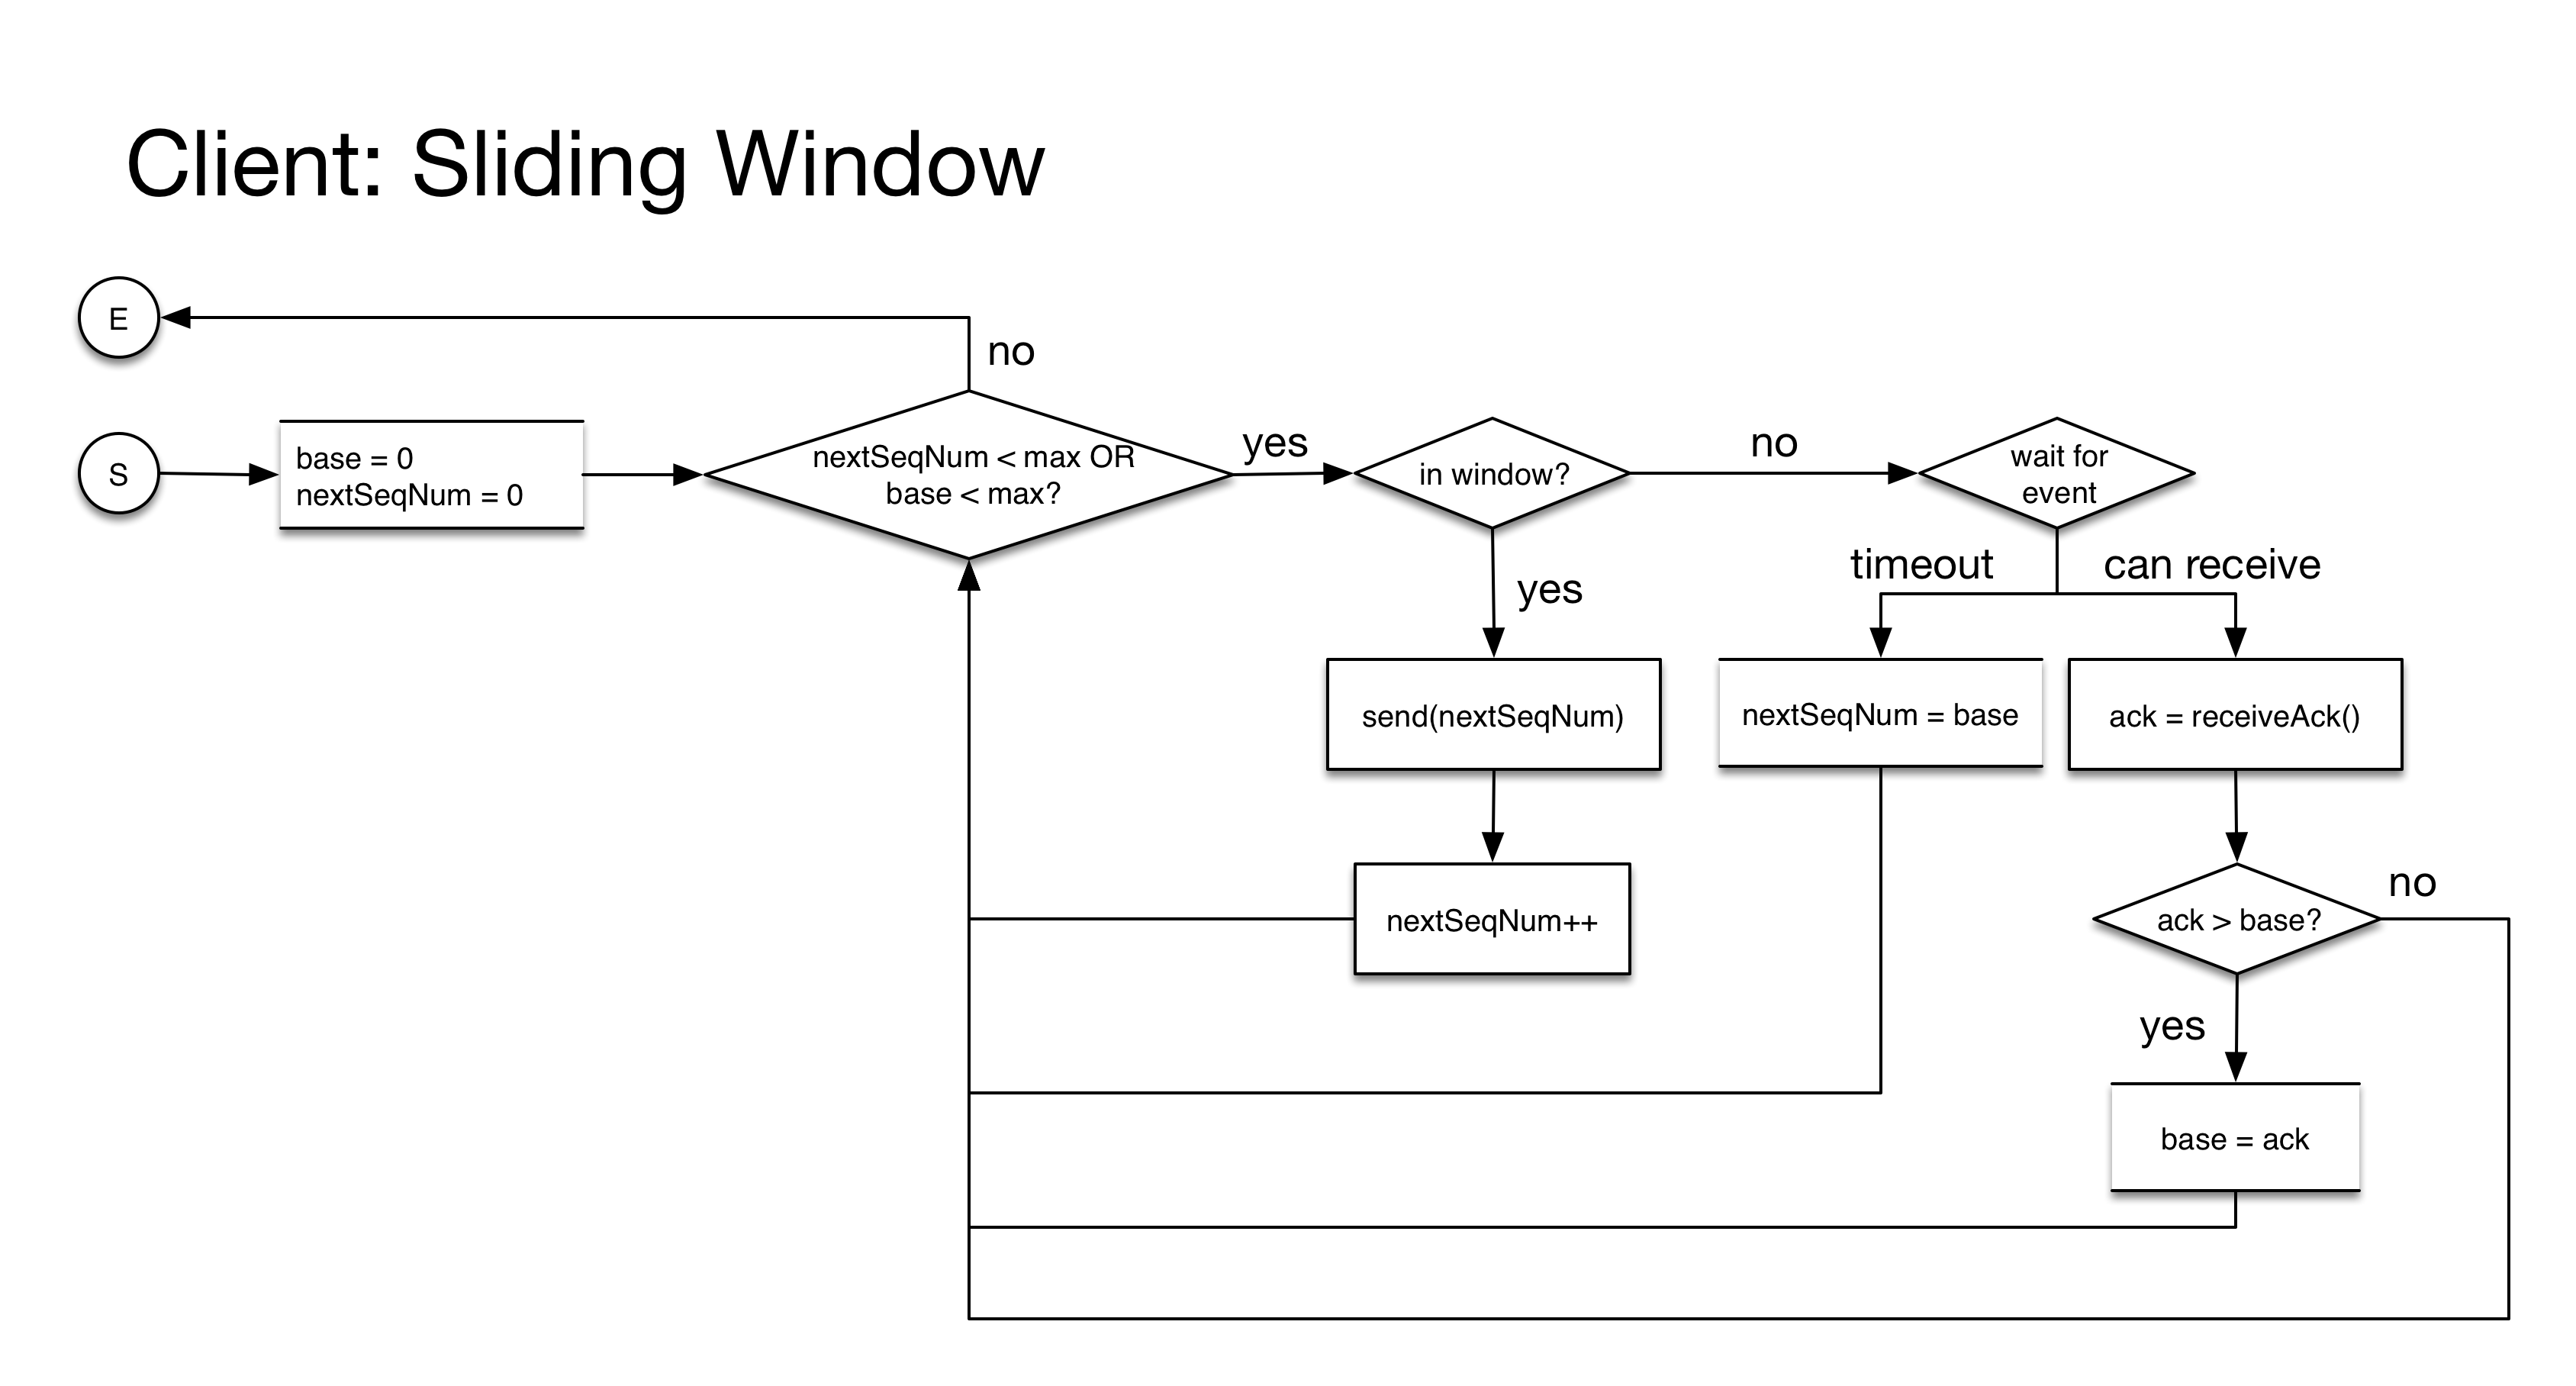 Client: Sliding Window
E
no
S
base = 0
nextSeqNum = 0
nextSeqNum < max OR
base < max?
yes
in window?
no
wait for
event
timeout
can receive
yes
send(nextSeqNum)
nextSeqNum = base
ack = receiveAck()
nextSeqNum++
ack > base?
no
yes
base = ack